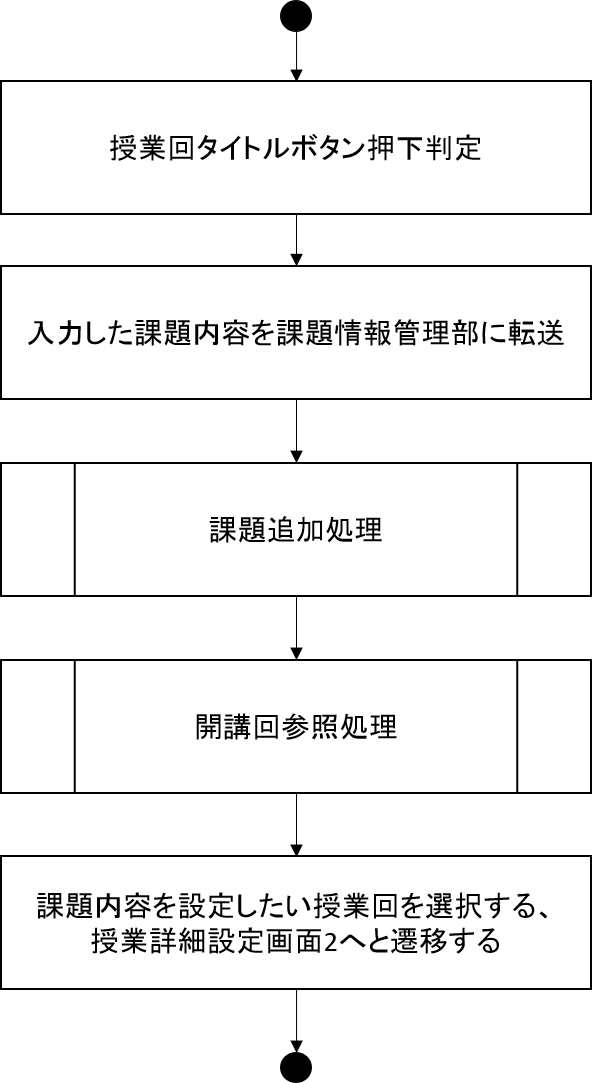 授業回タイトルボタン押下判定
入力した課題内容を課題情報管理部に転送
課題追加処理
開講回参照処理
課題内容を設定したい授業回を選択する、
授業詳細設定画面2へと遷移する